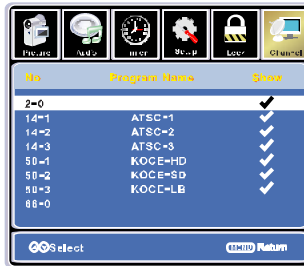 Picture Audio Timer Setup Lock Channel
No Program Name Show
2-0
14-1 ATSC-1
14-2 ATSC-2
14-3 ATSC-3
50-1 KOCE-HD
50-2 KOCE-SD
50-3 KOCE-LB
66-0
Select MENU Return